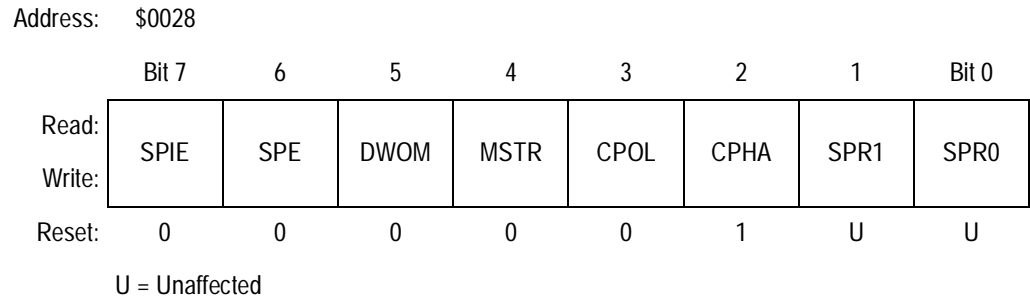 Address: $0028
Bit 7 6 5 4 3 2 1 Bit 0
Read:
SPIE SPE DWOM MSTR CPOL CPHA SPR1 SPR0
Write:
Reset: 0 0 0 0 0 1 U U
U = Unaffected